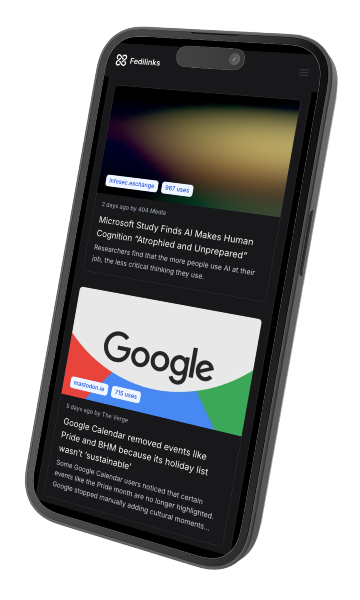 Fedilinks
infosec.exchange 967 uses
2 days ago by 404 Media
Microsoft Study Finds AI Makes Human
Cognition “Atrophied and Unprepared”
Researchers find that the more people use AI at their
job, the less critical thinking they use.
Google
mastodon.ie 715 uses
5 days ago by The Verge
Google Calendar removed events like
Pride and BHM because its holiday list
wasn't ‘sustainable’
Some Google Calendar users noticed that certain
events like the Pride month are no longer highlighted.
Google stopped manually adding cultural moments...